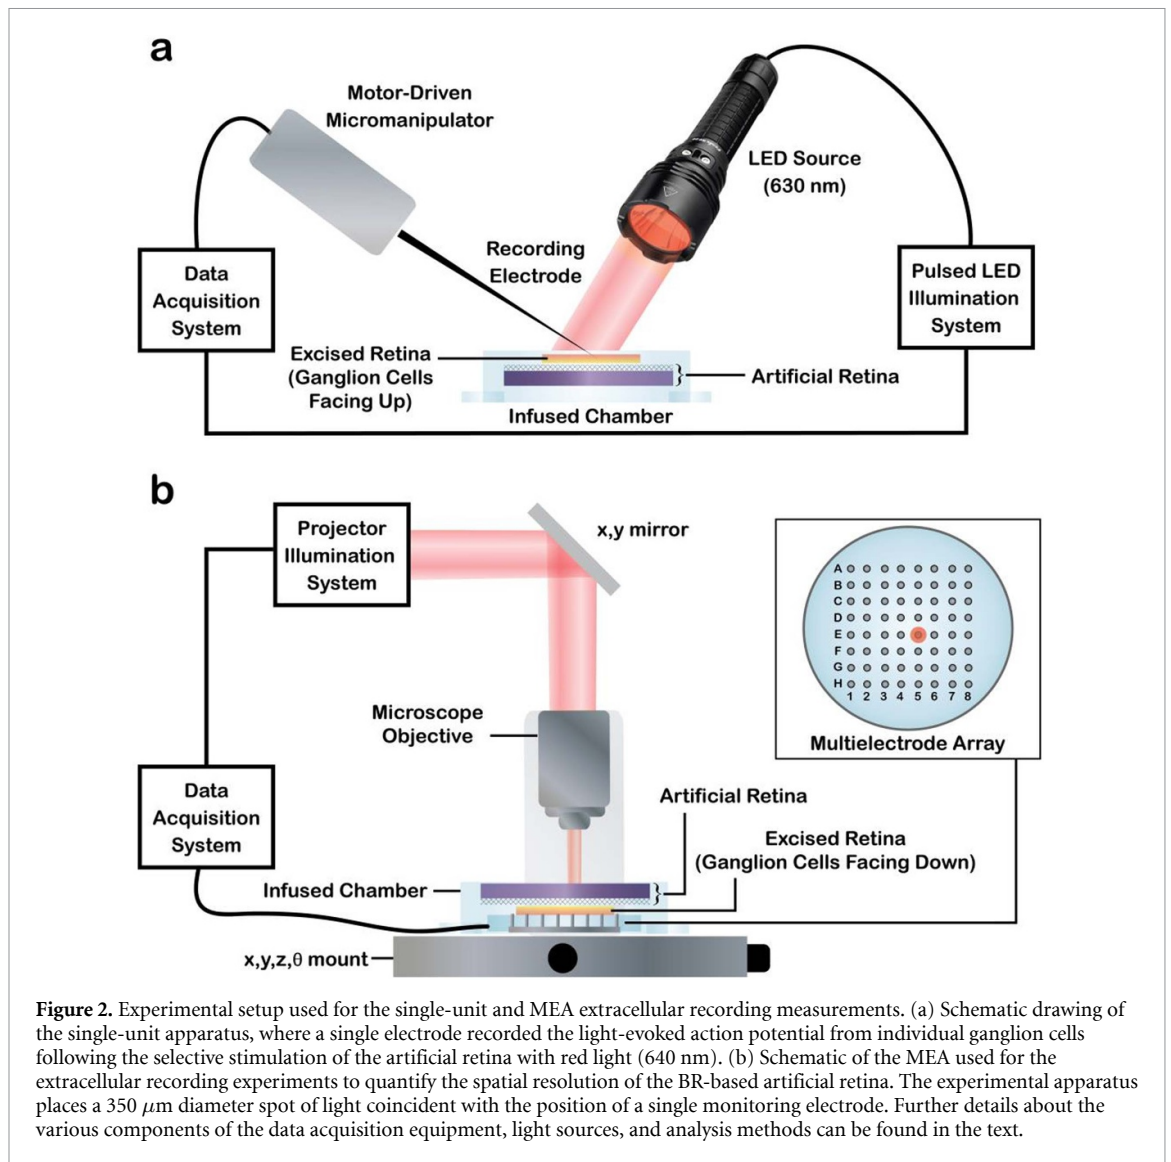 a
Motor-Driven
Micromanipulator
LED Source
(630 nm)
Recording
Electrode
Data
Acquisition
System
Pulsed LED
Illumination
System
Excised Retina
(Ganglion Cells
Facing Up)
Artificial Retina
Infused Chamber
b
Projector
Illumination
System
x,y mirror
A
B
C
D
E
F
G
H
1 2 3 4 5 6 7 8
Multielectrode Array
Microscope
Objective
Data
Acquisition
System
Artificial Retina
Excised Retina
(Ganglion Cells Facing Down)
Infused Chamber
x,y,z,θ mount
Figure 2. Experimental setup used for the single-unit and MEA extracellular recording measurements. (a) Schematic drawing of
the single-unit apparatus, where a single electrode recorded the light-evoked action potential from individual ganglion cells
following the selective stimulation of the artificial retina with red light (640 nm). (b) Schematic of the MEA used for the
extracellular recording experiments to quantify the spatial resolution of the BR-based artificial retina. The experimental apparatus
places a 350 μm diameter spot of light coincident with the position of a single monitoring electrode. Further details about the
various components of the data acquisition equipment, light sources, and analysis methods can be found in the text.